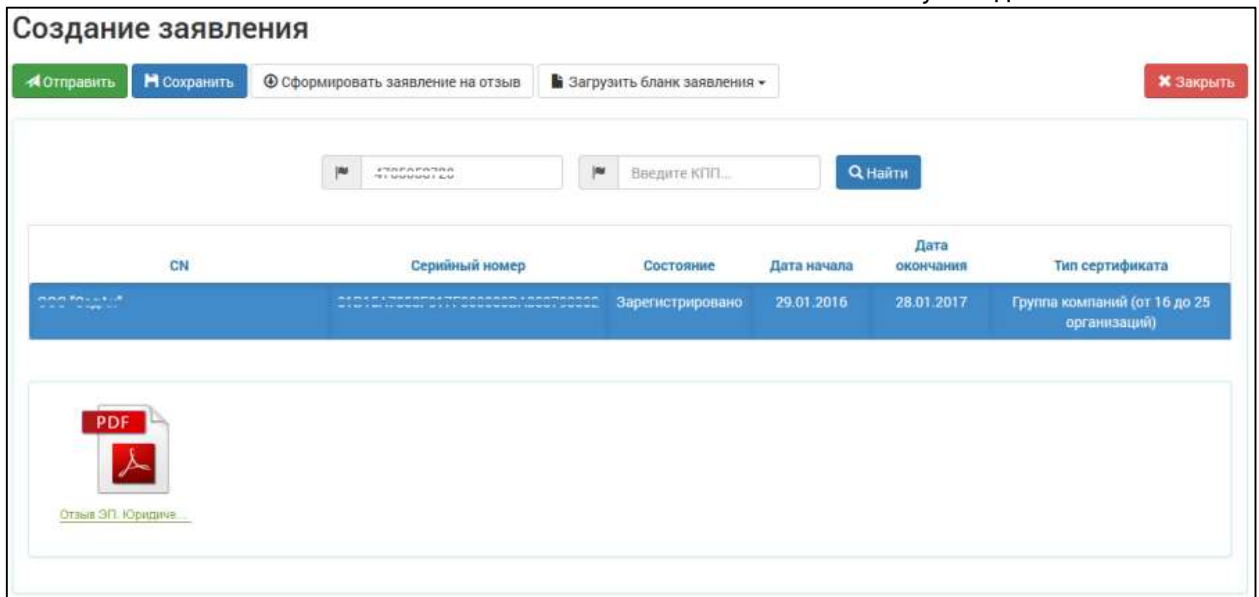 Создание заявления
Отправить Сохранить Сформировать заявление на отзыв Загрузить бланк заявления Закрыть
Введите КПП... Найти
CN Серийный номер Состояние Дата начала Дата окончания Тип сертификата
Зарегистрировано 29.01.2016 28.01.2017 Группа компаний (от 16 до 25
организаций)
PDF
Отзыв ЭП. Юридиче...